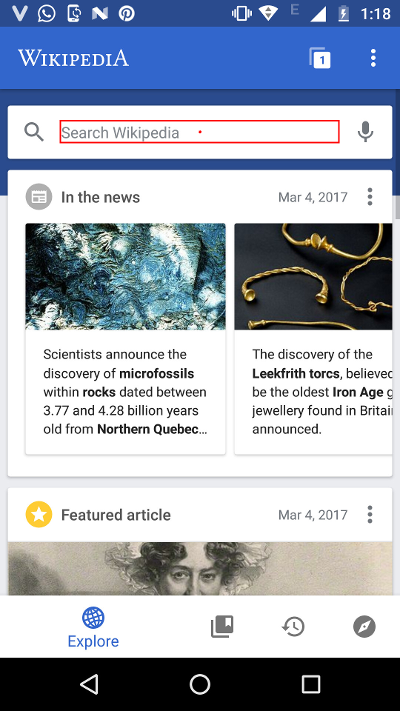 1:18
WIKIPEDIA
1
Search Wikipedia
In the news
Mar 4, 2017
Scientists announce the
discovery of microfossils
within rocks dated between
3.77 and 4.28 billion years
old from Northern Quebec...
The discovery of the
Leekfrith torcs, believed
be the oldest Iron Age g
jewellery found in Britai
announced.
Featured article
Mar 4, 2017
Explore